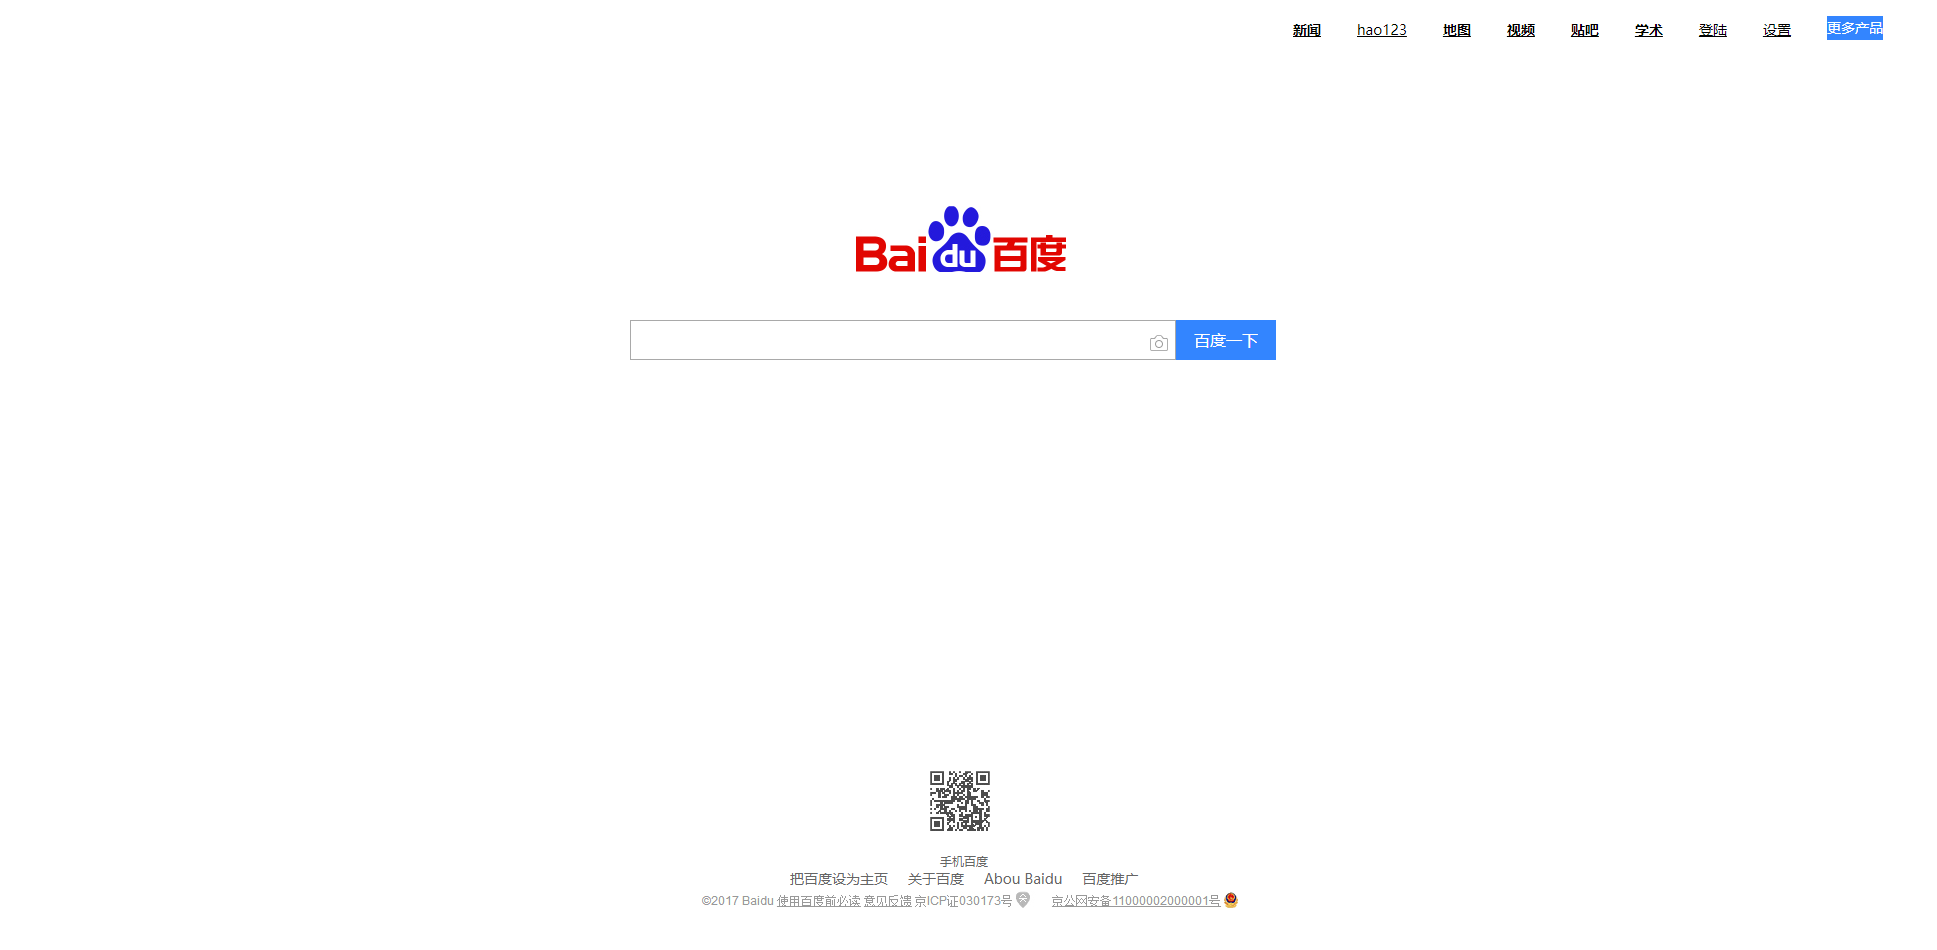 新闻 hao123 地图 视频 贴吧 学术 登陆 设置 更多产品
Bai du 百度
百度一下
手机百度
把百度设为主页 关于百度 Abou Baidu 百度推广
©2017 Baidu 使用百度前必读 意见反馈 京ICP证030173号 京公网安备11000002000001号